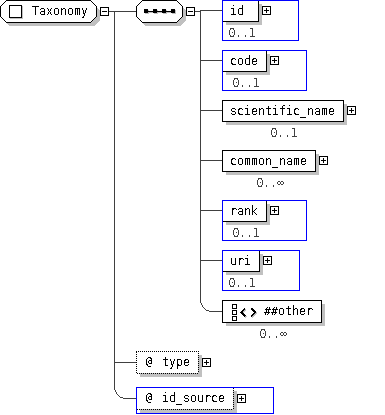 Taxonomy
id
0..1
code
0..1
scientific_name
0..1
common_name
0..∞
rank
0..1
uri
0..1
##other
0..∞
@ type
@ id_source